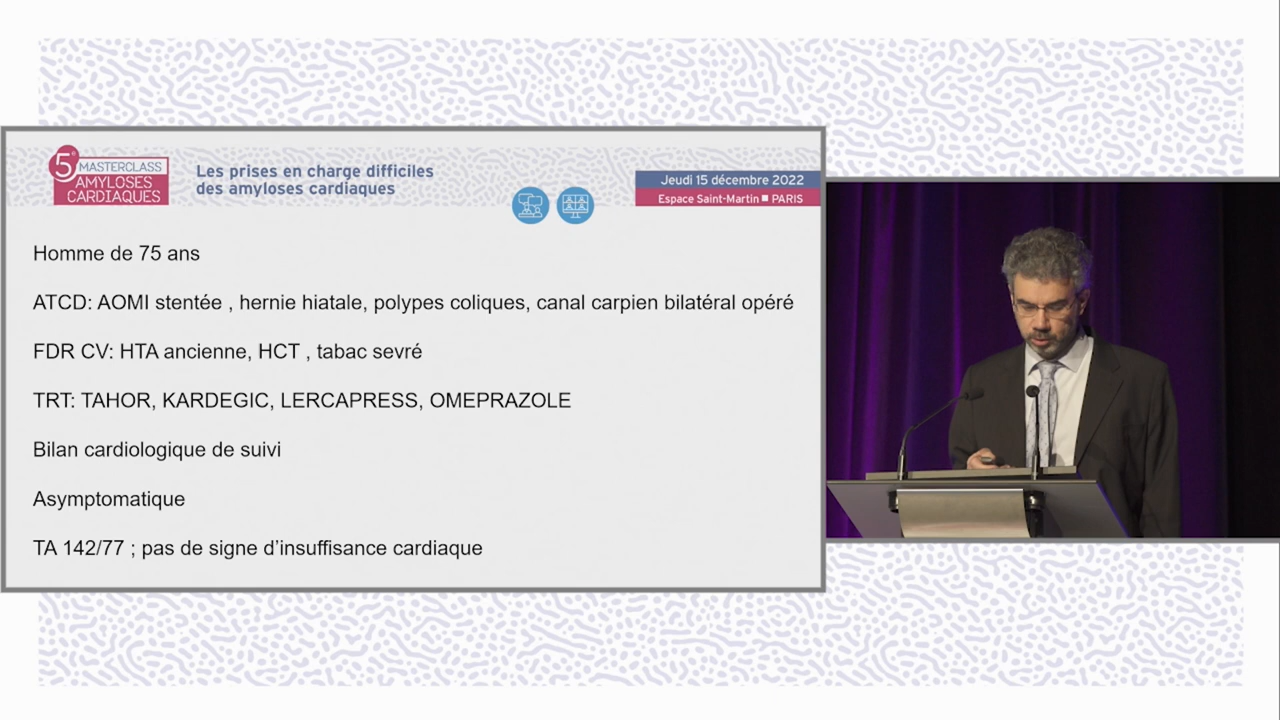 5e MASTERCLASS
AMYLOSES
CARDIAQUES
Les prises en charge difficiles
des amyloses cardiaques
Jeudi 15 décembre 2022
Espace Saint-Martin ■ PARIS
Homme de 75 ans
ATCD: AOMI stentée , hernie hiatale, polypes coliques, canal carpien bilatéral opéré
FDR CV: HTA ancienne, HCT , tabac sevré
TRT: TAHOR, KARDEGIC, LERCAPRESS, OMEPRAZOLE
Bilan cardiologique de suivi
Asymptomatique
TA 142/77 ; pas de signe d’insuffisance cardiaque